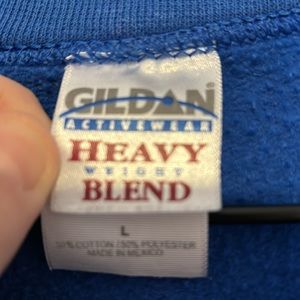 GILDAN
ACTIVEWEAR
HEAVY
WEIGHT
BLEND
L
50% COTTON/50% POLYESTER
MADE IN MEXICO